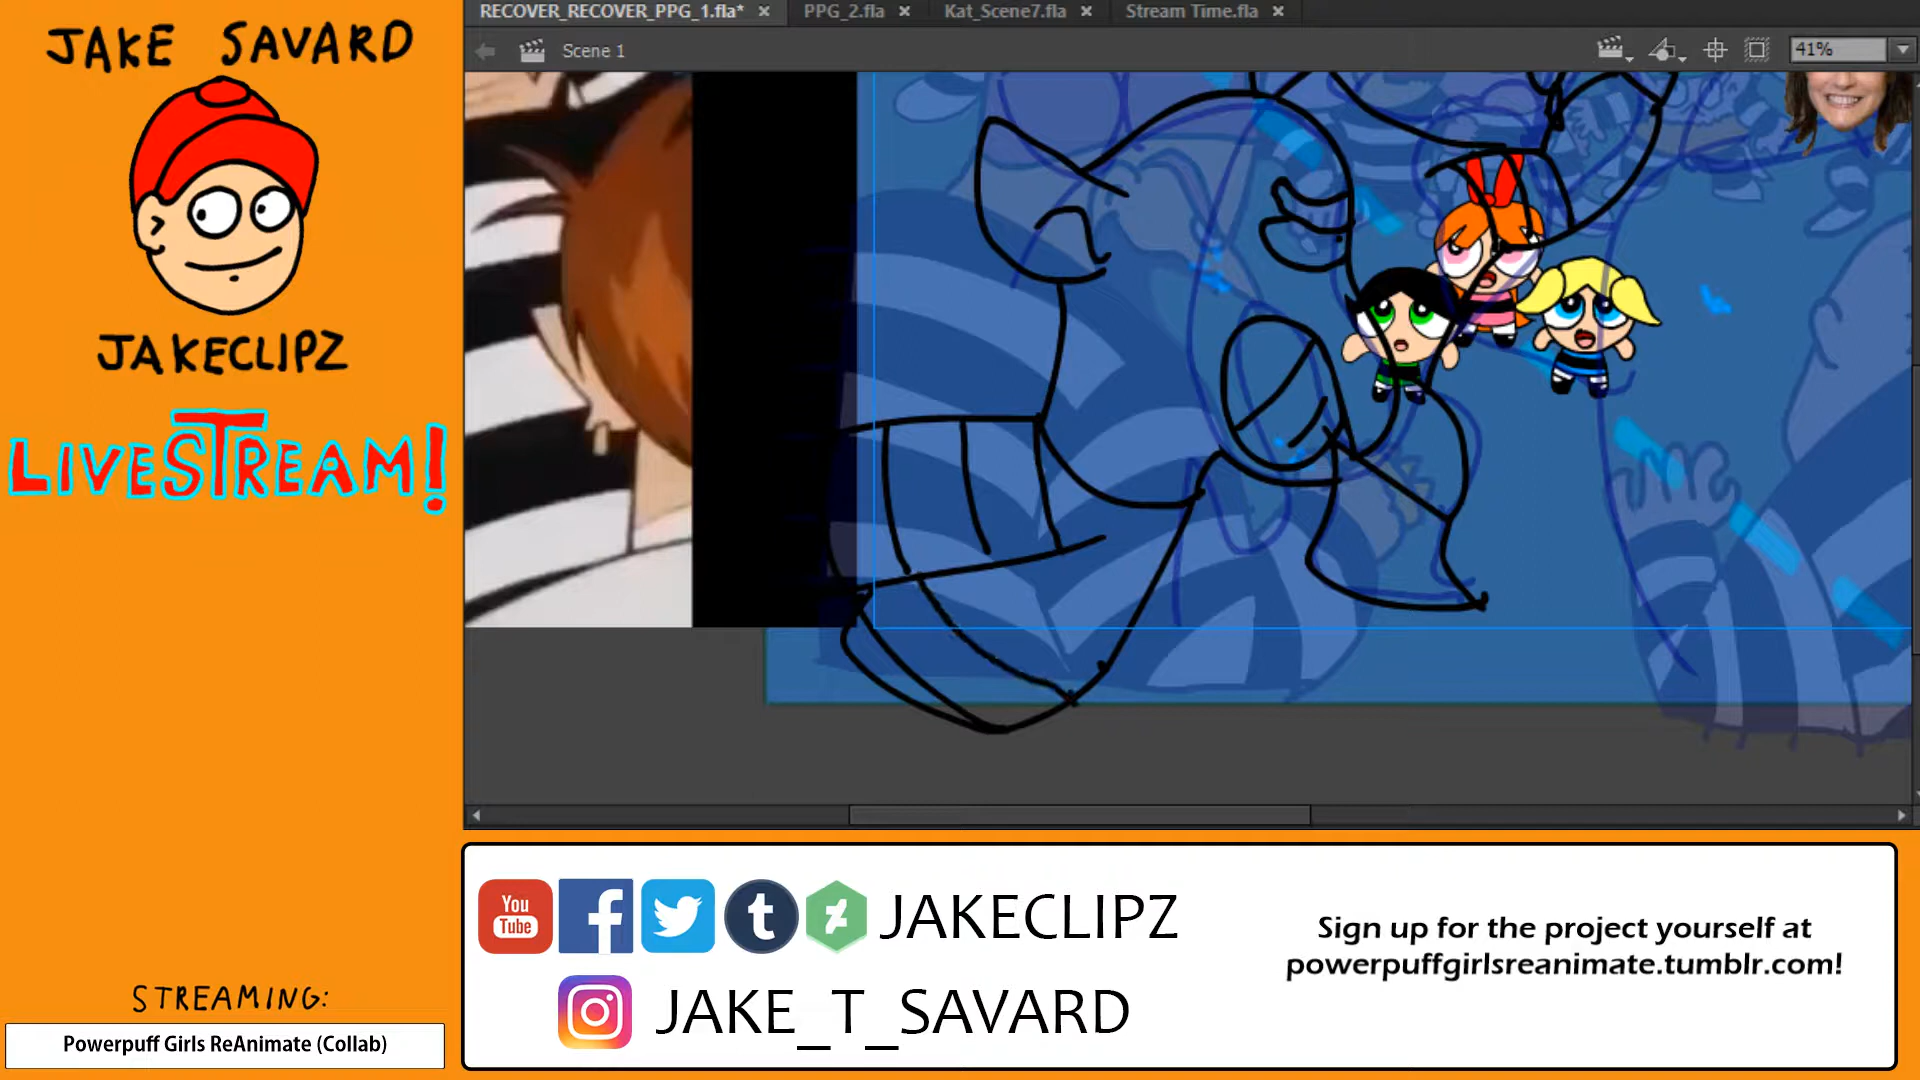 JAKE SAVARD
JAKECLIPZ
LIVESTREAM!
STREAMING:
Powerpuff Girls ReAnimate (Collab)
RECOVER_RECOVER_PPG_1.fla* × PPG_2.fla × Kat_Scene7.fla × Stream Time.fla ×
Scene 1
41%
You
Tube
JAKECLIPZ
JAKE_T_SAVARD
Sign up for the project yourself at
powerpuffgirlsreanimate.tumblr.com!